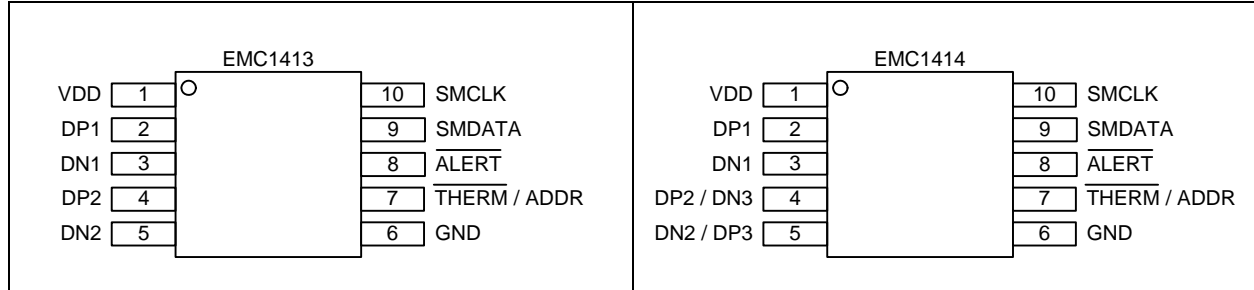 EMC1413
VDD 1 10 SMCLK
DP1 2 9 SMDATA
DN1 3 8 ALERT
DP2 4 7 THERM / ADDR
DN2 5 6 GND
EMC1414
VDD 1 10 SMCLK
DP1 2 9 SMDATA
DN1 3 8 ALERT
DP2 / DN3 4 7 THERM / ADDR
DN2 / DP3 5 6 GND